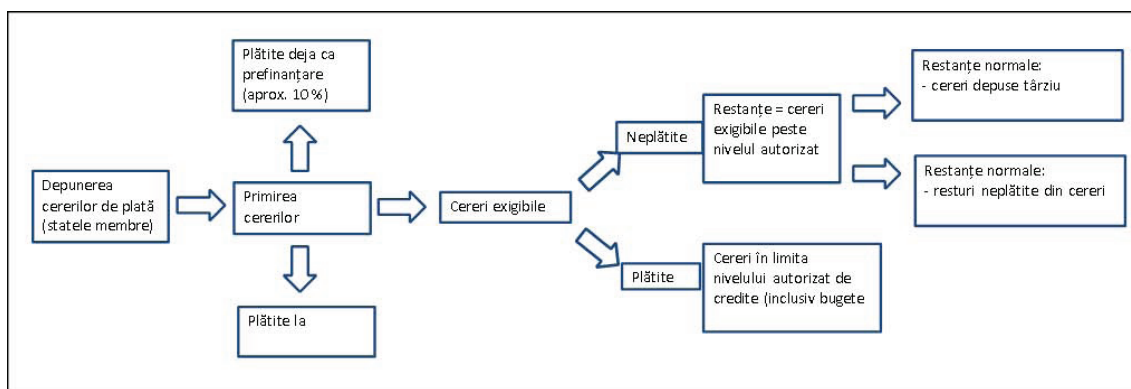 Plătite deja ca
prefinanțare
(aprox. 10%)
Depunerea
cererilor de plată
(statele membre)
Primirea
cererilor
Plătite la
Cereri exigibile
Neplătite
Restanțe = cereri
exigibile peste
nivelul autorizat
Restanțe normale:
- cereri depuse târziu
Restanțe normale:
- resturi neplătite din cereri
Plătite
Cereri în limita
nivelului autorizat de
credite (inclusiv bugete